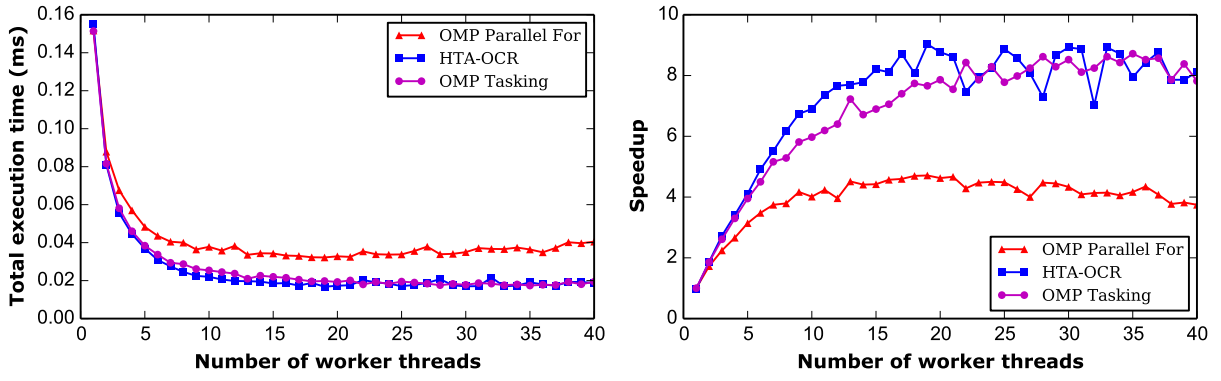 Total execution time (ms)
0.16
0.14
0.12
0.10
0.08
0.06
0.04
0.02
0.00
0 5 10 15 20 25 30 35 40
Number of worker threads
OMP Parallel For
HTA-OCR
OMP Tasking
Speedup
10
8
6
4
2
0
0 5 10 15 20 25 30 35 40
Number of worker threads
OMP Parallel For
HTA-OCR
OMP Tasking